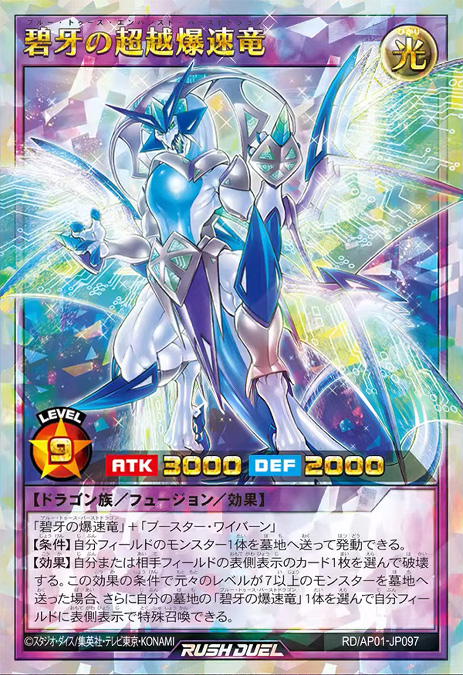 ブルー・トゥース・エンバースト・バーストドラゴン
碧牙の超越爆速竜
ひかり
光
LEVEL
9
ATK 3000 DEF 2000
【ドラゴン族／フュージョン／効果】
「碧牙の爆速竜」+「ブースター・ワイバーン」
【条件】自分フィールドのモンスター1体を墓地へ送って発動できる。
【効果】自分または相手フィールドの表側表示のカード1枚を選んで破壊
する。この効果の条件で元々のレベルが7以上のモンスターを墓地へ
送った場合、さらに自分の墓地の「碧牙の爆速竜」1体を選んで自分フィー
ルドに表側表示で特殊召喚できる。
©スタジオ・ダイス/集英社・テレビ東京・KONAMI
RUSH DUEL
RD/AP01-JP097